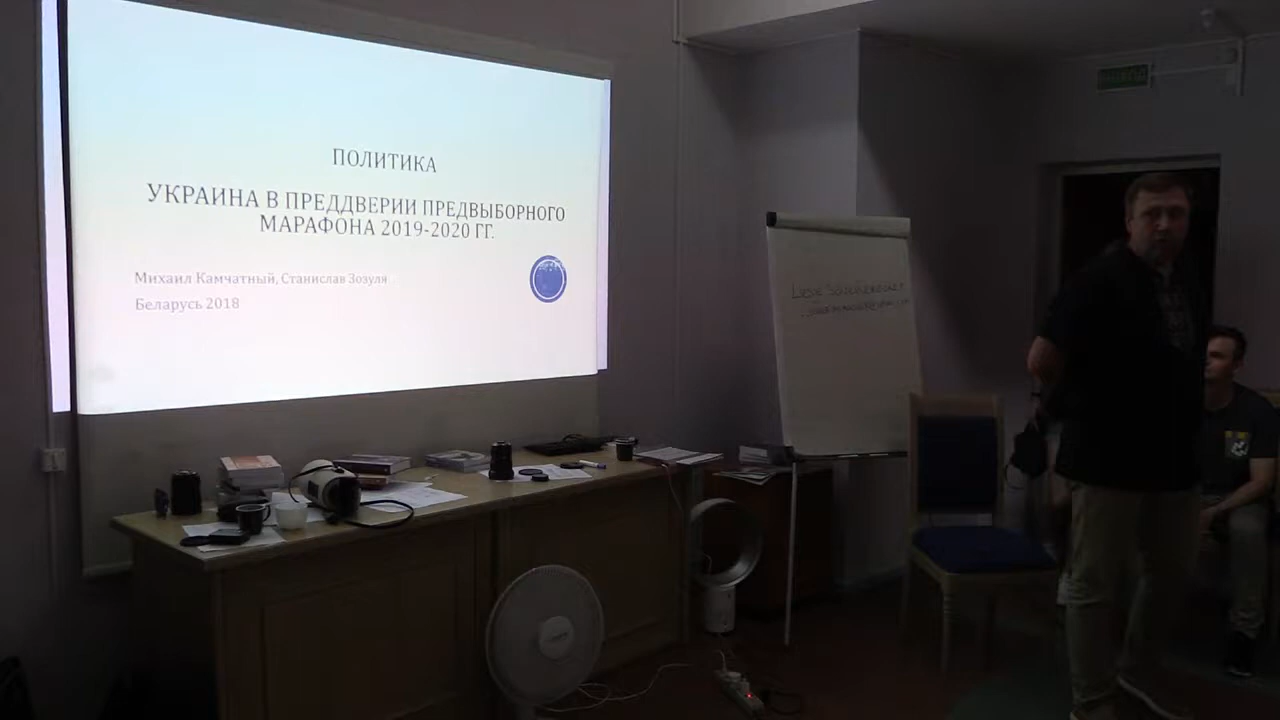 ПОЛИТИКА
УКРАИНА В ПРЕДДВЕРИИ ПРЕДВЫБОРНОГО
МАРАФОНА 2019-2020 ГГ.
Михаил Камчатный, Станислав Зозуля
Беларусь 2018